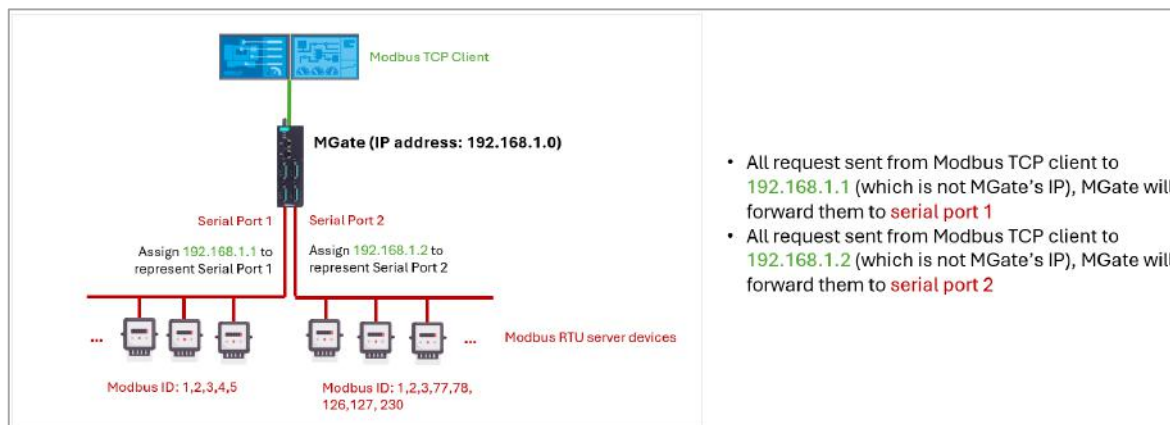 Modbus TCP Client
MGate (IP address: 192.168.1.0)
Serial Port 1
Serial Port 2
Assign 192.168.1.1 to
represent Serial Port 1
Assign 192.168.1.2 to
represent Serial Port 2
...
...
Modbus RTU server devices
Modbus ID: 1,2,3,4,5
Modbus ID: 1,2,3,77,78,
126,127, 230
• All request sent from Modbus TCP client to
192.168.1.1 (which is not MGate's IP), MGate will
forward them to serial port 1
• All request sent from Modbus TCP client to
192.168.1.2 (which is not MGate's IP), MGate will
forward them to serial port 2